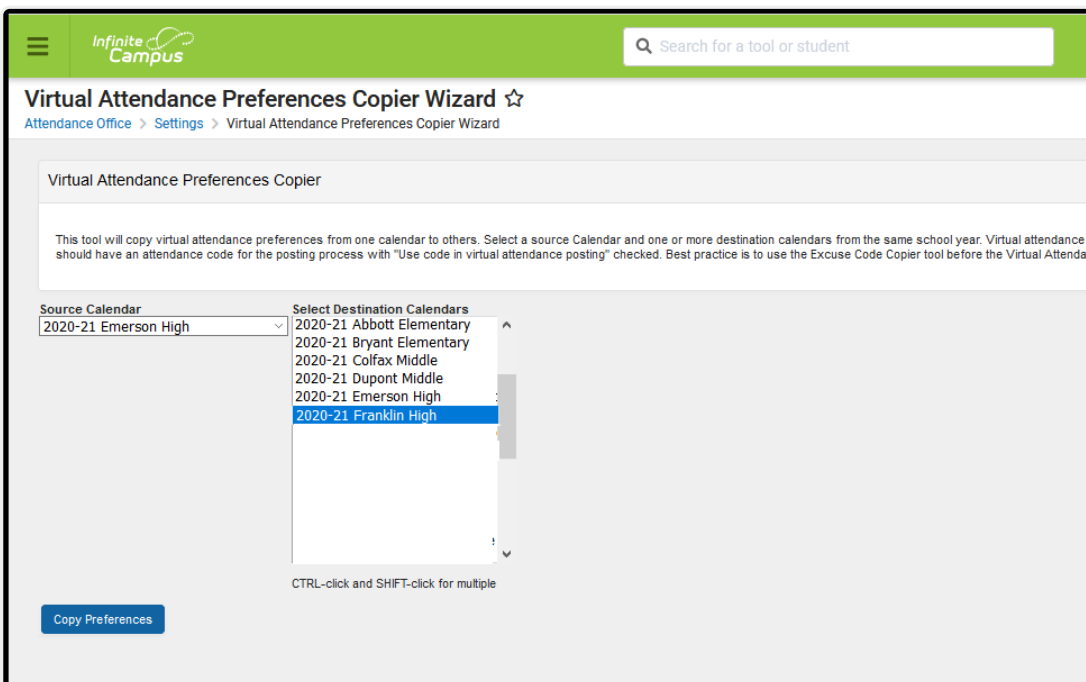 Infinite
Campus
Search for a tool or student
Virtual Attendance Preferences Copier Wizard
Attendance Office > Settings > Virtual Attendance Preferences Copier Wizard
Virtual Attendance Preferences Copier
This tool will copy virtual attendance preferences from one calendar to others. Select a source Calendar and one or more destination calendars from the same school year. Virtual attendance
should have an attendance code for the posting process with "Use code in virtual attendance posting" checked. Best practice is to use the Excuse Code Copier tool before the Virtual Attenda
Source Calendar
2020-21 Emerson High
Select Destination Calendars
2020-21 Abbott Elementary
2020-21 Bryant Elementary
2020-21 Colfax Middle
2020-21 Dupont Middle
2020-21 Emerson High
2020-21 Franklin High
CTRL-click and SHIFT-click for multiple
Copy Preferences